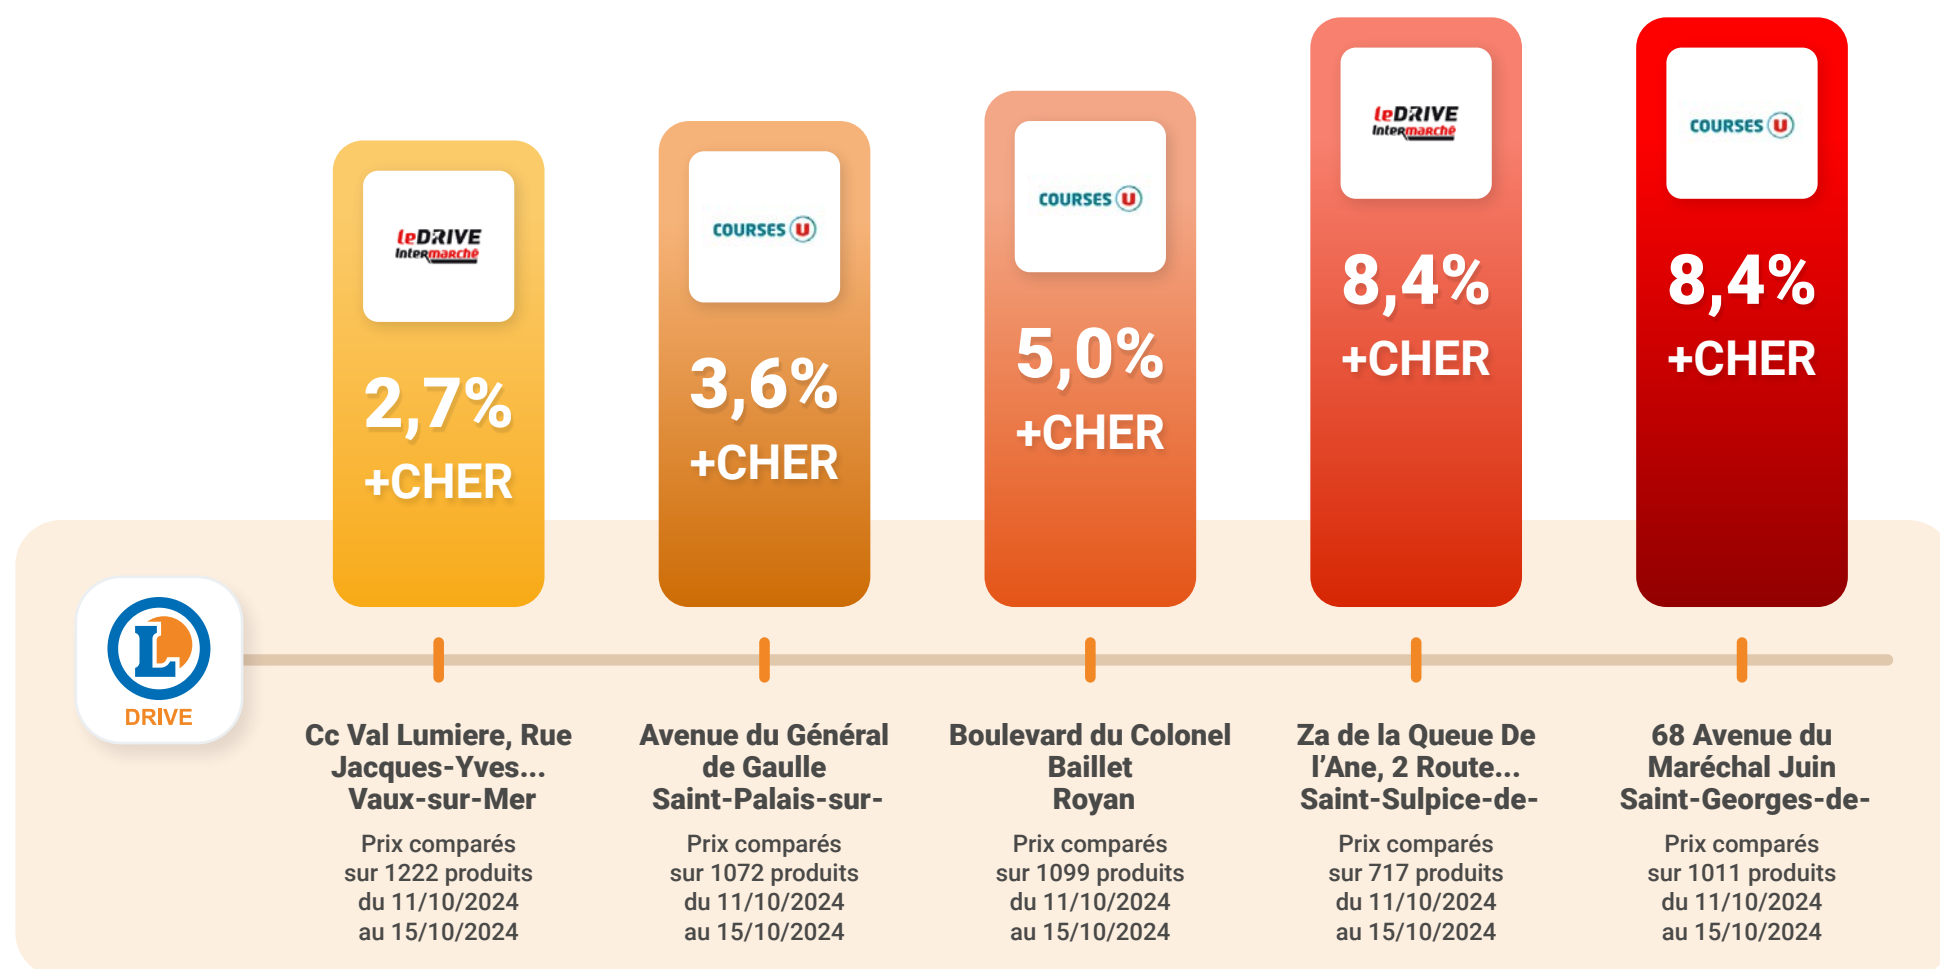 leDRIVE
Intermarché
2,7%
+CHER
COURSES U
3,6%
+CHER
COURSES U
5,0%
+CHER
leDRIVE
Intermarché
8,4%
+CHER
COURSES U
8,4%
+CHER
L
DRIVE
Cc Val Lumiere, Rue
Jacques-Yves...
Vaux-sur-Mer
Prix comparés
sur 1222 produits
du 11/10/2024
au 15/10/2024
Avenue du Général
de Gaulle
Saint-Palais-sur-
Prix comparés
sur 1072 produits
du 11/10/2024
au 15/10/2024
Boulevard du Colonel
Baillet
Royan
Prix comparés
sur 1099 produits
du 11/10/2024
au 15/10/2024
Za de la Queue De
l'Ane, 2 Route...
Saint-Sulpice-de-
Prix comparés
sur 717 produits
du 11/10/2024
au 15/10/2024
68 Avenue du
Maréchal Juin
Saint-Georges-de-
Prix comparés
sur 1011 produits
du 11/10/2024
au 15/10/2024